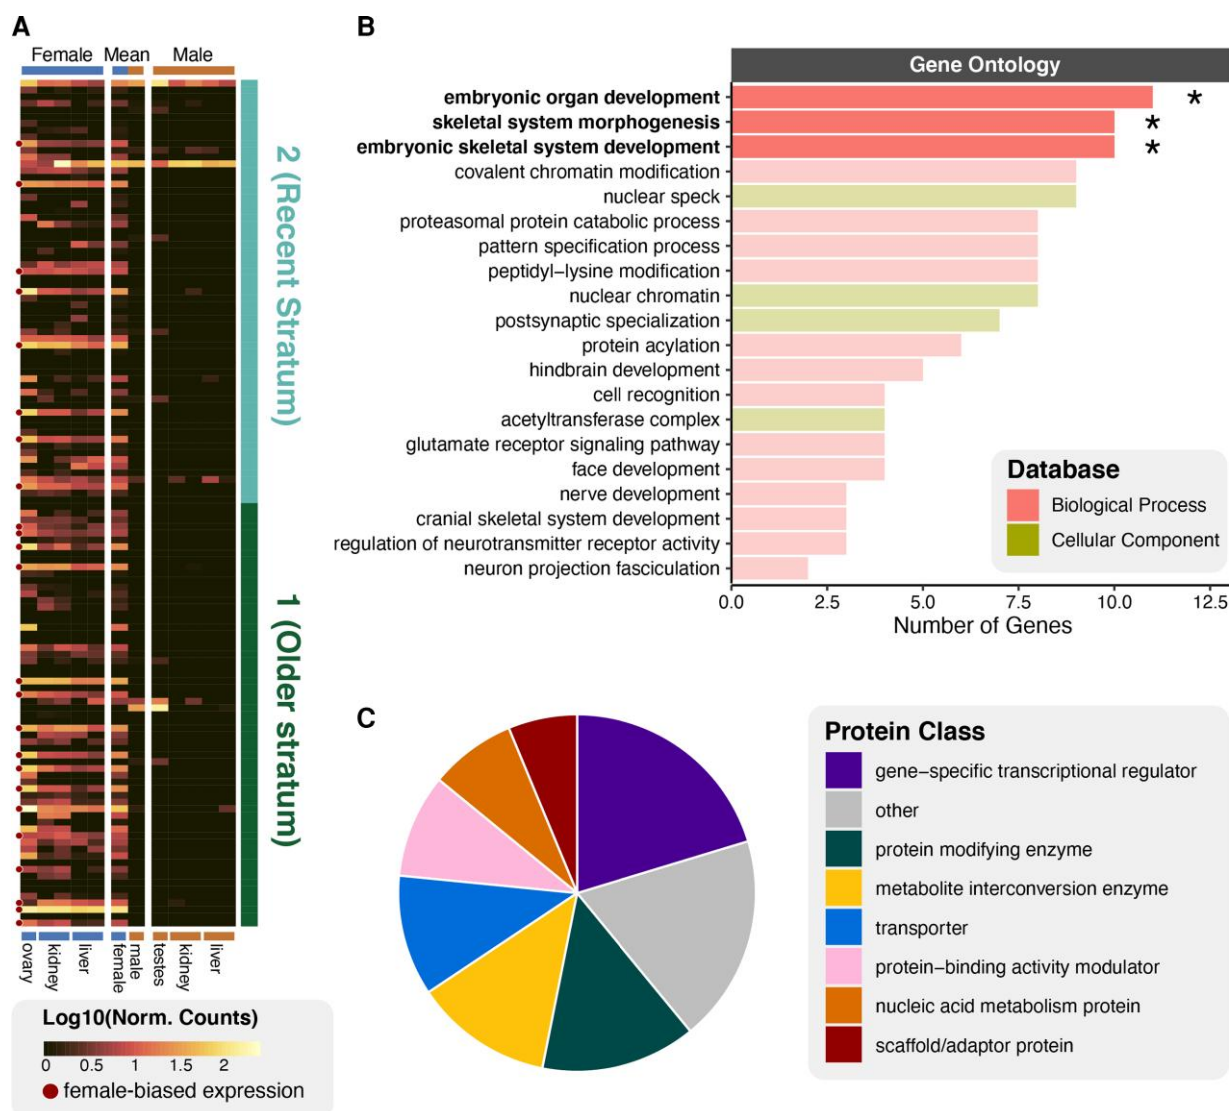 A
Female Mean Male
2 (Recent Stratum)
1 (Older stratum)
ovary kidney liver female male testes kidney liver
Log10(Norm. Counts)
0 0.5 1 1.5 2
female-biased expression
B
Gene Ontology
embryonic organ development *
skeletal system morphogenesis *
embryonic skeletal system development *
covalent chromatin modification
nuclear speck
proteasomal protein catabolic process
pattern specification process
peptidyl-lysine modification
nuclear chromatin
postsynaptic specialization
protein acylation
hindbrain development
cell recognition
acetyltransferase complex
glutamate receptor signaling pathway
face development
nerve development
cranial skeletal system development
regulation of neurotransmitter receptor activity
neuron projection fasciculation
0.0 2.5 5.0 7.5 10.0 12.5
Number of Genes
Database
Biological Process
Cellular Component
C
Protein Class
gene-specific transcriptional regulator
other
protein modifying enzyme
metabolite interconversion enzyme
transporter
protein-binding activity modulator
nucleic acid metabolism protein
scaffold/adaptor protein